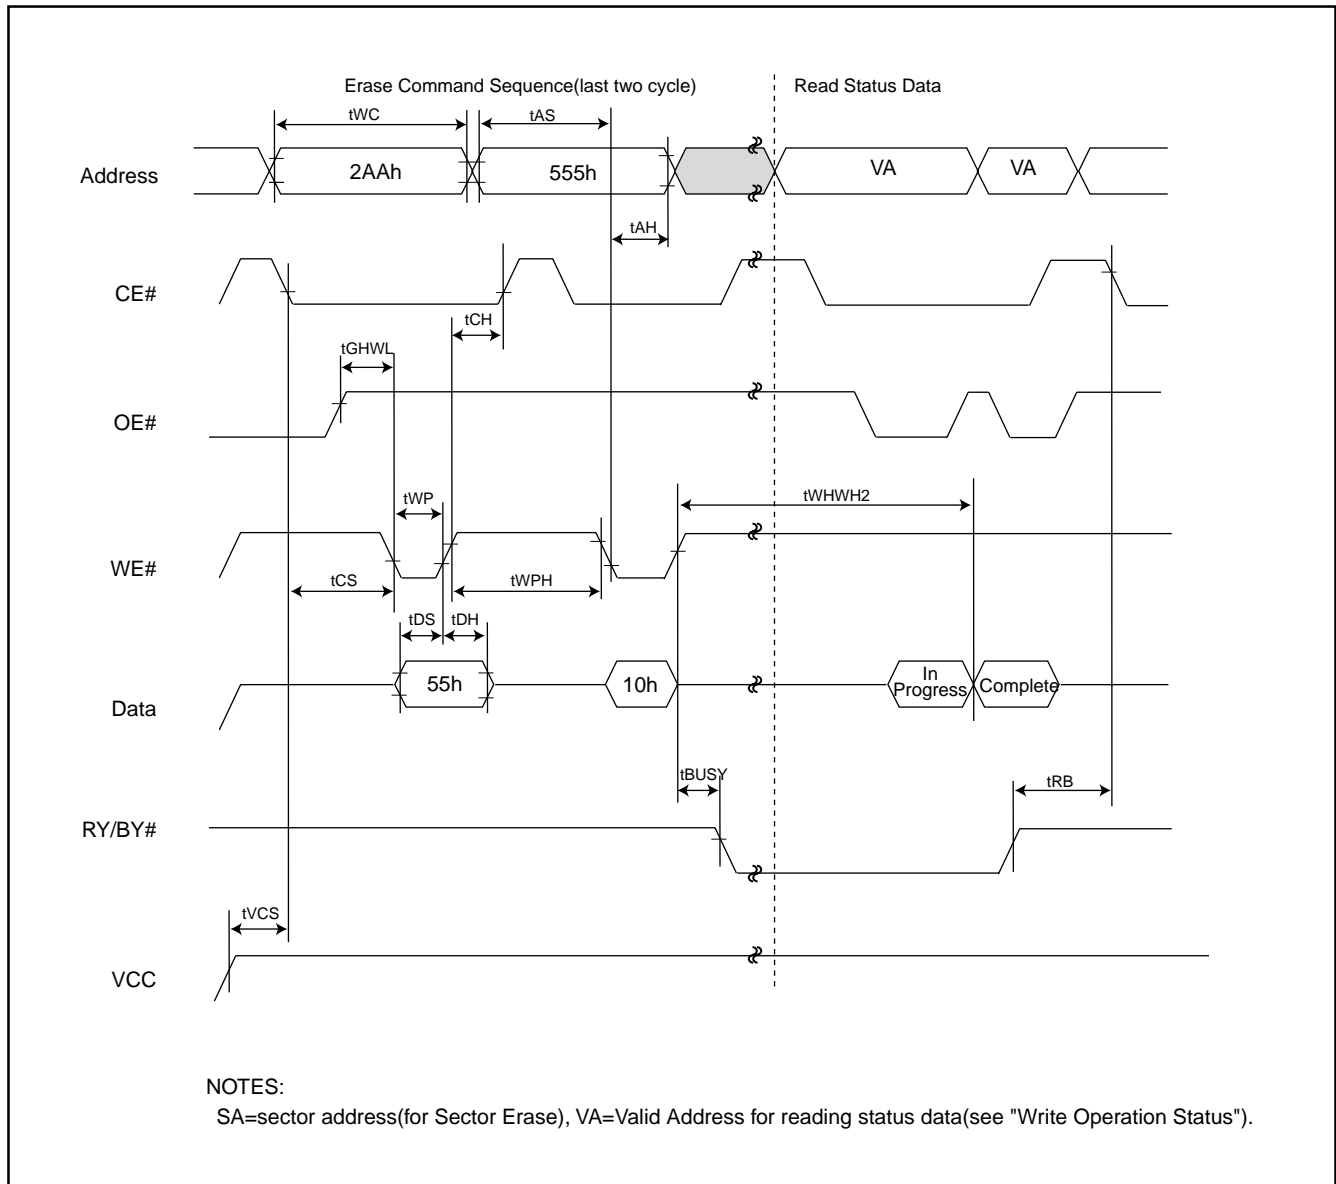 Erase Command Sequence(last two cycle)
Read Status Data
tWC
tAS
Address
2AAh
555h
VA
VA
tAH
CE#
tCH
tGHWL
OE#
tWP
tWHWH2
WE#
tCS
tWPH
tDS
tDH
Data
55h
10h
In
Progress
Complete
tBUSY
tRB
RY/BY#
tVCS
VCC
NOTES:
SA=sector address(for Sector Erase), VA=Valid Address for reading status data(see "Write Operation Status").